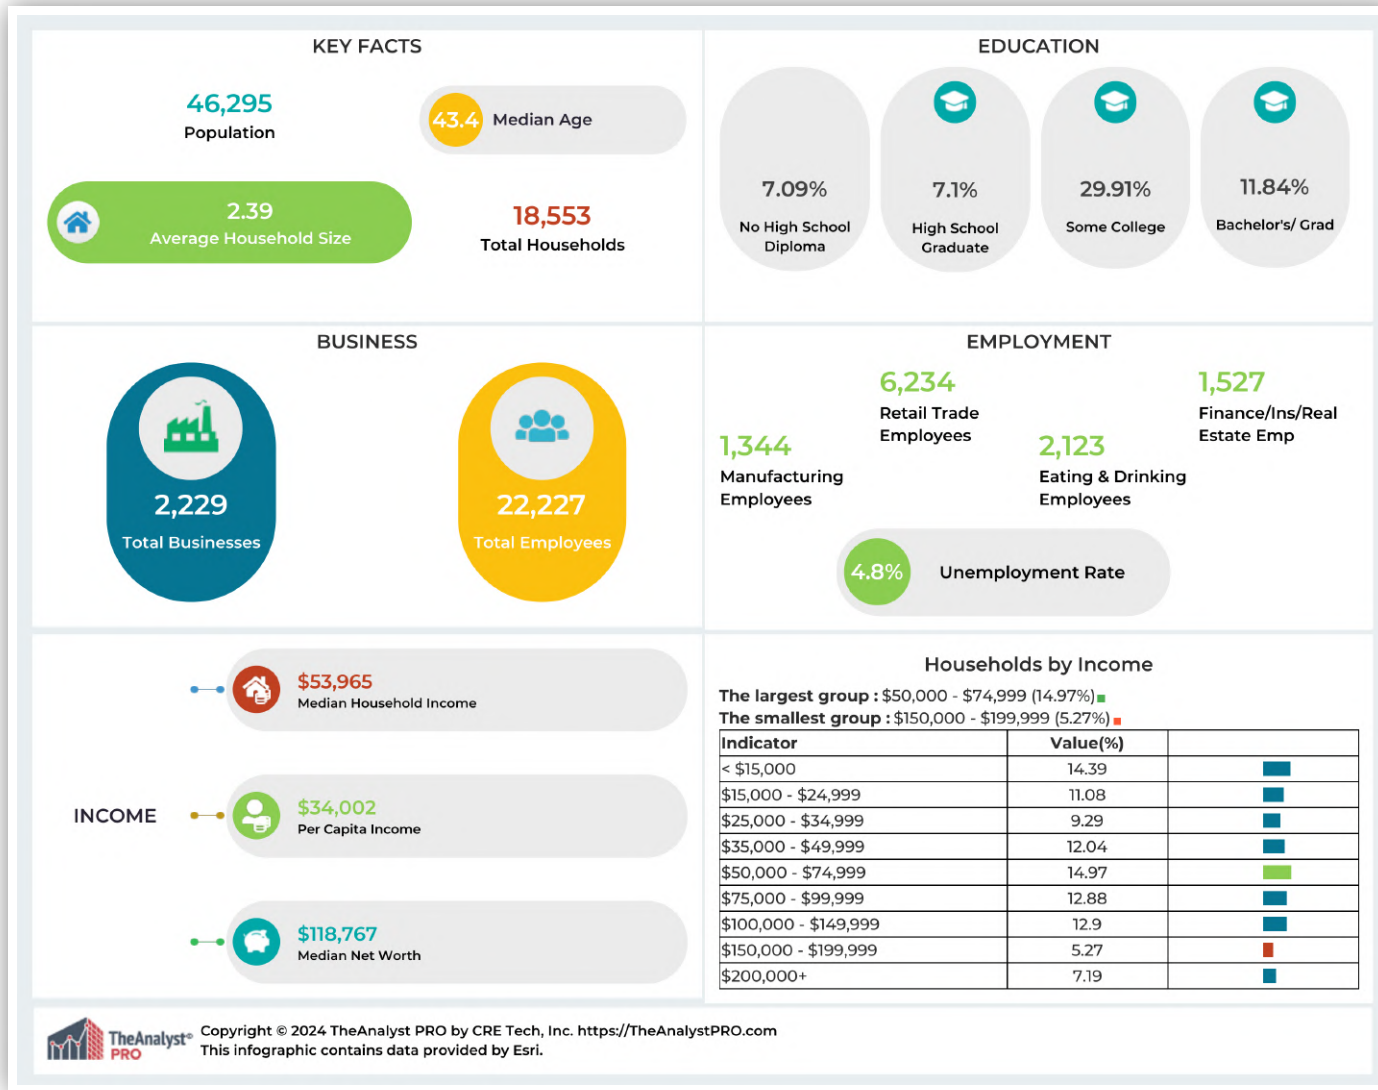 KEY FACTS
46,295
Population
43.4 Median Age
2.39
Average Household Size
18,553
Total Households
EDUCATION
7.09%
No High School
Diploma
7.1%
High School
Graduate
29.91%
Some College
11.84%
Bachelor's/ Grad
BUSINESS
2,229
Total Businesses
22,227
Total Employees
EMPLOYMENT
1,344
Manufacturing
Employees
6,234
Retail Trade
Employees
2,123
Eating & Drinking
Employees
1,527
Finance/Ins/Real
Estate Emp
4.8% Unemployment Rate
INCOME
$53,965
Median Household Income
$34,002
Per Capita Income
$118,767
Median Net Worth
Households by Income
The largest group : $50,000 - $74,999 (14.97%)
The smallest group : $150,000 - $199,999 (5.27%)
Indicator Value(%)
< $15,000 14.39
$15,000 - $24,999 11.08
$25,000 - $34,999 9.29
$35,000 - $49,999 12.04
$50,000 - $74,999 14.97
$75,000 - $99,999 12.88
$100,000 - $149,999 12.9
$150,000 - $199,999 5.27
$200,000+ 7.19
TheAnalyst®
PRO
Copyright © 2024 TheAnalyst PRO by CRE Tech, Inc. https://TheAnalystPRO.com
This infographic contains data provided by Esri.